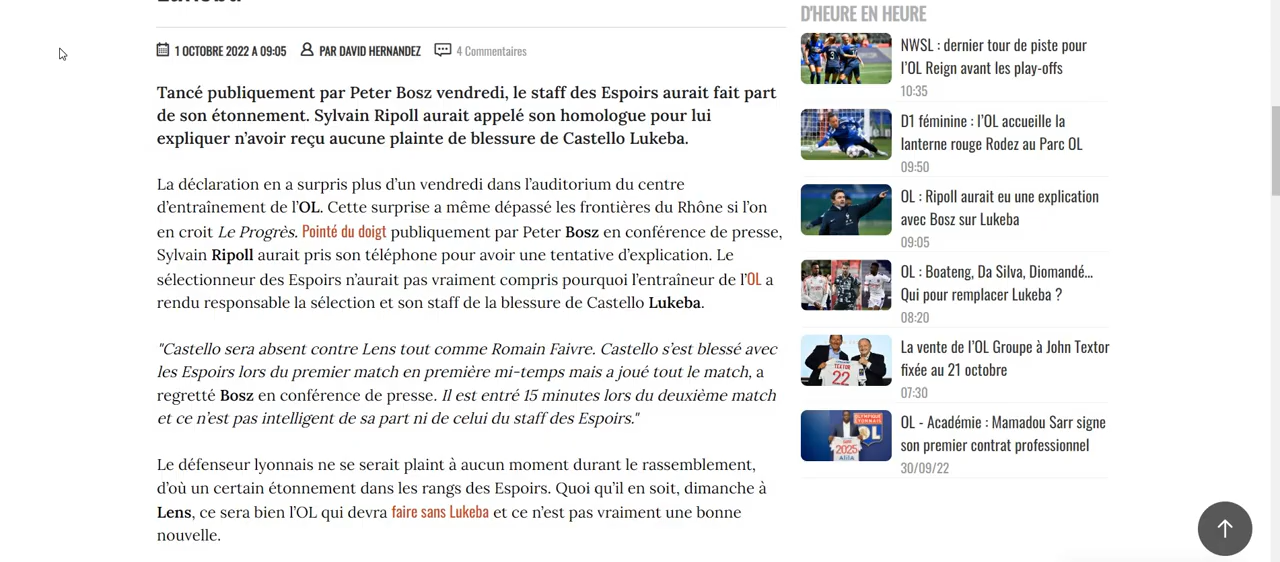 1 OCTOBRE 2022 A 09:05 PAR DAVID HERNANDEZ 4 Commentaires
Tancé publiquement par Peter Bosz vendredi, le staff des Espoirs aurait fait part
de son étonnement. Sylvain Ripoll aurait appelé son homologue pour lui
expliquer n’avoir reçu aucune plainte de blessure de Castello Lukeba.
La déclaration en a surpris plus d’un vendredi dans l’auditorium du centre
d’entraînement de l’OL. Cette surprise a même dépassé les frontières du Rhône si l’on
en croit Le Progrès. Pointé du doigt publiquement par Peter Bosz en conférence de presse,
Sylvain Ripoll aurait pris son téléphone pour avoir une tentative d’explication. Le
sélectionneur des Espoirs n’aurait pas vraiment compris pourquoi l’entraîneur de l’OL a
rendu responsable la sélection et son staff de la blessure de Castello Lukeba.
"Castello sera absent contre Lens tout comme Romain Faivre. Castello s’est blessé avec
les Espoirs lors du premier match en première mi-temps mais a joué tout le match, a
regretté Bosz en conférence de presse. Il est entré 15 minutes lors du deuxième match
et ce n’est pas intelligent de sa part ni de celui du staff des Espoirs."
Le défenseur lyonnais ne se serait plaint à aucun moment durant le rassemblement,
d’où un certain étonnement dans les rangs des Espoirs. Quoi qu’il en soit, dimanche à
Lens, ce sera bien l’OL qui devra faire sans Lukeba et ce n’est pas vraiment une bonne
nouvelle.
D'HEURE EN HEURE
NWSL : dernier tour de piste pour
l’OL Reign avant les play-offs
10:35
D1 féminine : l’OL accueille la
lanterne rouge Rodez au Parc OL
09:50
OL : Ripoll aurait eu une explication
avec Bosz sur Lukeba
09:05
OL : Boateng, Da Silva, Diomandé...
Qui pour remplacer Lukeba ?
08:20
La vente de l’OL Groupe à John Textor
fixée au 21 octobre
07:30
TEXTOR
22
OL - Académie : Mamadou Sarr signe
son premier contrat professionnel
30/09/22
OL
2025